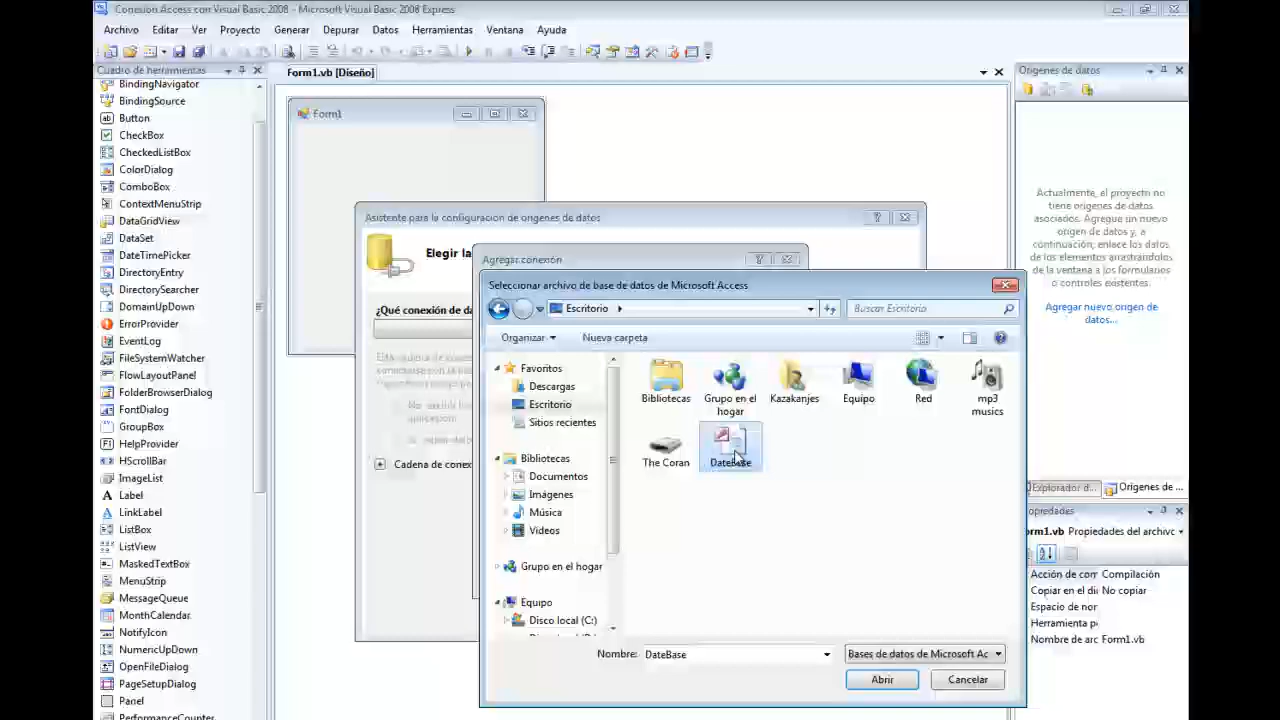 Conexion Access con Visual Basic 2008 - Microsoft Visual Basic 2008 Express
Archivo Editar Ver Proyecto Generar Depurar Datos Herramientas Ventana Ayuda
Cuadro de herramientas
BindingNavigator
BindingSource
Button
CheckBox
CheckedListBox
ColorDialog
ComboBox
ContextMenuStrip
DataGridView
DataSet
DateTimePicker
DirectoryEntry
DirectorySearcher
DomainUpDown
ErrorProvider
EventLog
FileSystemWatcher
FlowLayoutPanel
FolderBrowserDialog
FontDialog
GroupBox
HelpProvider
HScrollBar
ImageList
Label
LinkLabel
ListBox
ListView
MaskedTextBox
MenuStrip
MessageQueue
MonthCalendar
NotifyIcon
NumericUpDown
OpenFileDialog
PageSetupDialog
Panel
PerformanceCounter
Form1.vb [Diseño]
Form1
Asistente para la configuracion de origenes de datos
Elegir la
¿Qué conexión de da
Cadena de conex
Agregar conexión
Seleccionar archivo de base de datos de Microsoft Access
Escritorio
Buscar Escritorio
Organizar
Nueva carpeta
Favoritos
Descargas
Escritorio
Sitios recientes
Bibliotecas
Documentos
Imágenes
Música
Vídeos
Grupo en el hogar
Equipo
Disco local (C:)
Bibliotecas
Grupo en el hogar
Kazakanjes
Equipo
Red
mp3 musics
The Coran
DateBase
Nombre: DateBase
Bases de datos de Microsoft Ac
Abrir
Cancelar
Orígenes de datos
Actualmente, el proyecto no
tiene orígenes de datos
asociados. Agregue un nuevo
origen de datos y, a
continuación, enlace los datos
de los elementos arrastrándolos
de la ventana a los formularios
o controles existentes.
Agregar nuevo origen de
datos...
Explorador d...
Orígenes de ...
opiedades
orm1.vb Propiedades del archivo
Acción de com Compilación
Copiar en el di No copiar
Espacio de nor
Herramienta p
Nombre de arc Form1.vb